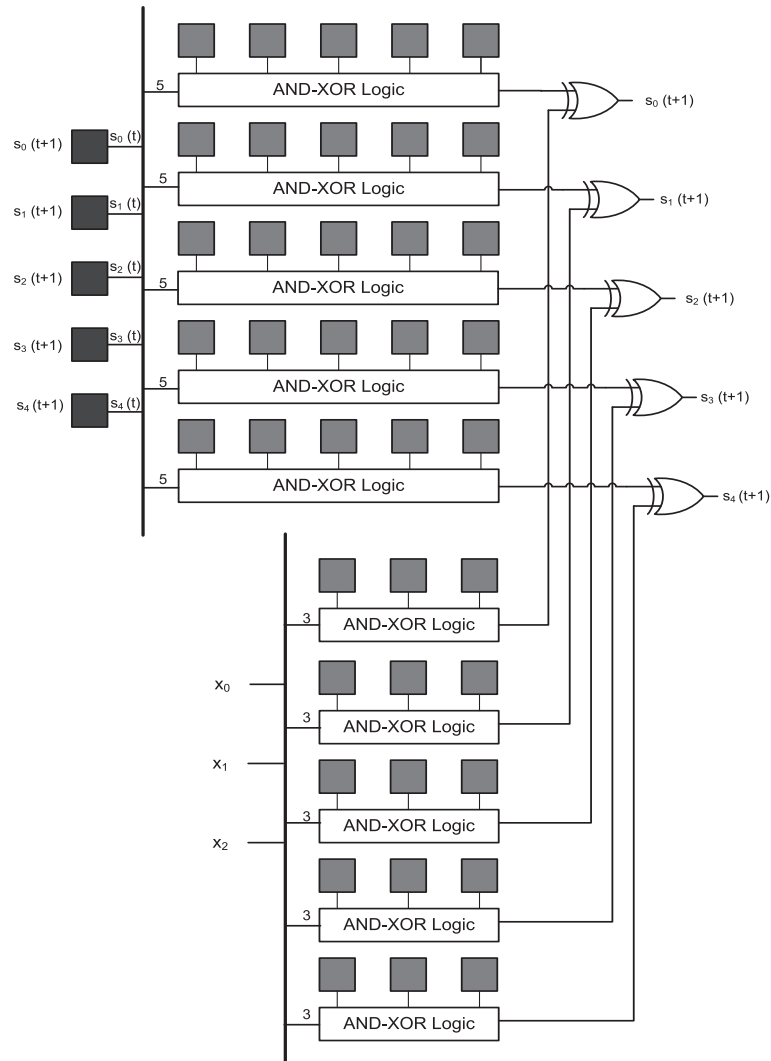 5
AND-XOR Logic
s₀ (t+1)
s₀ (t+1)
s₀ (t)
5
AND-XOR Logic
s₁ (t+1)
s₁ (t+1)
s₁ (t)
s₂ (t+1)
s₂ (t)
5
AND-XOR Logic
s₂ (t+1)
s₃ (t+1)
s₃ (t)
5
AND-XOR Logic
s₃ (t+1)
s₄ (t+1)
s₄ (t)
5
AND-XOR Logic
s₄ (t+1)
3
AND-XOR Logic
x₀
3
AND-XOR Logic
x₁
3
AND-XOR Logic
x₂
3
AND-XOR Logic
3
AND-XOR Logic